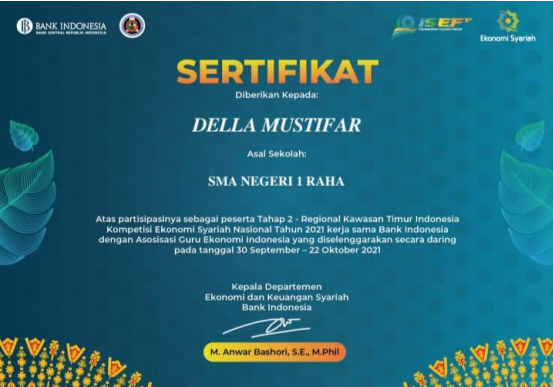 BANK INDONESIA
BANK SENTRAL REPUBLIK INDONESIA
ISEF
Ekonomi Syariah
SERTIFIKAT
Diberikan Kepada:
DELLA MUSTIFAR
Asal Sekolah:
SMA NEGERI 1 RAHA
Atas partisipasinya sebagai peserta Tahap 2 - Regional Kawasan Timur Indonesia
Kompetisi Ekonomi Syariah Nasional Tahun 2021 kerja sama Bank Indonesia
dengan Asosisasi Guru Ekonomi Indonesia yang diselenggarakan secara daring
pada tanggal 30 September – 22 Oktober 2021
Kepala Departemen
Ekonomi dan Keuangan Syariah
Bank Indonesia
M. Anwar Bashori, S.E., M.Phil